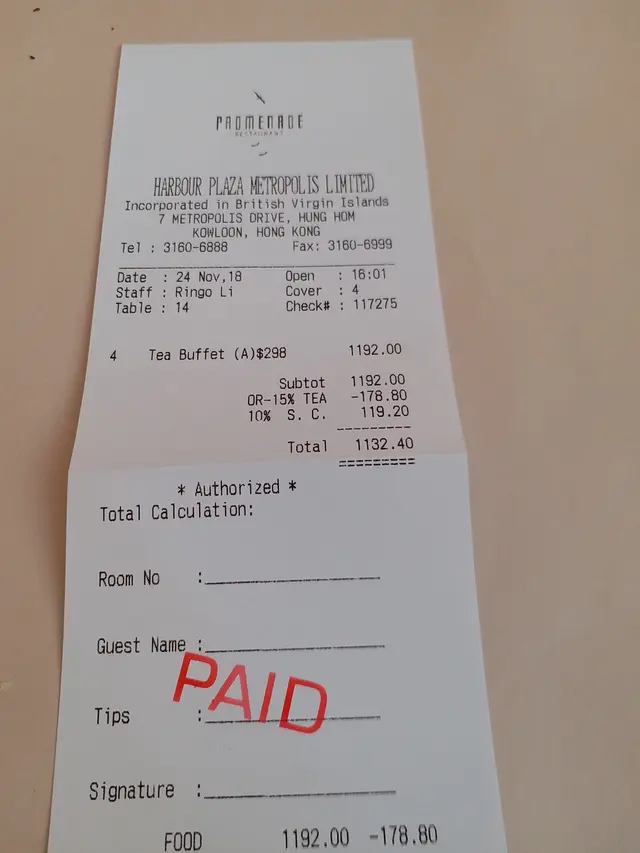 PROMENADE
RESTAURANT
HARBOUR PLAZA METROPOLIS LIMITED
Incorporated in British Virgin Islands
7 METROPOLIS DRIVE, HUNG HOM
KOWLOON, HONG KONG
Tel : 3160-6888 Fax: 3160-6999
Date : 24 Nov,18 Open : 16:01
Staff : Ringo Li Cover : 4
Table : 14 Check# : 117275
4 Tea Buffet (A)$298 1192.00
Subtot 1192.00
OR-15% TEA -178.80
10% S. C. 119.20
---------
Total 1132.40
=========
* Authorized *
Total Calculation:
Room No :
Guest Name :
PAID
Tips :
Signature :
FOOD 1192.00 -178.80